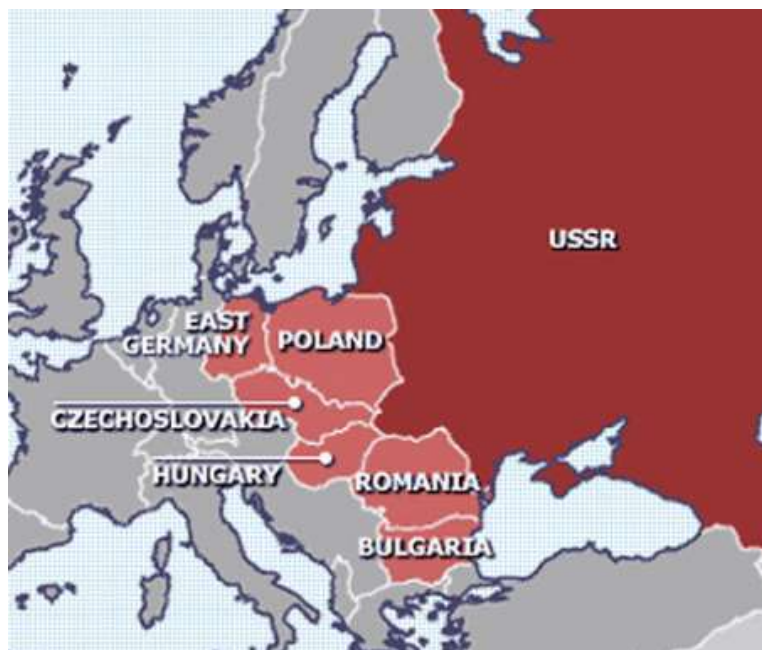 USSR
EAST
GERMANY
POLAND
CZECHOSLOVAKIA
HUNGARY
ROMANIA
BULGARIA